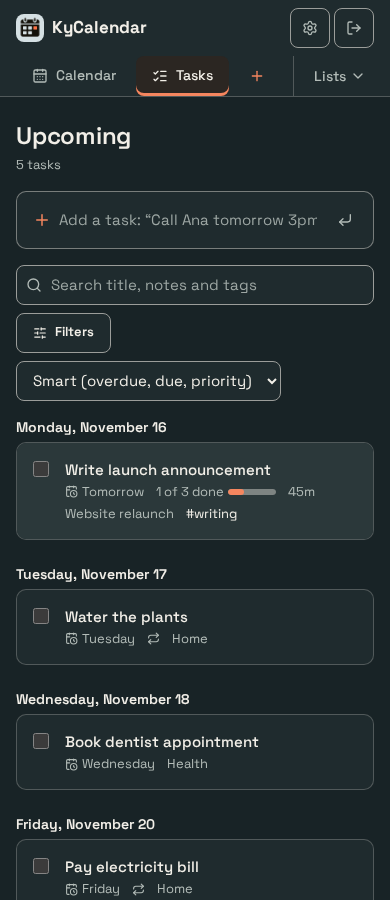 KyCalendar
Calendar
Tasks
Lists
Upcoming
5 tasks
Add a task: “Call Ana tomorrow 3pm
Search title, notes and tags
Filters
Smart (overdue, due, priority)
Monday, November 16
Write launch announcement
Tomorrow 1 of 3 done 45m
Website relaunch #writing
Tuesday, November 17
Water the plants
Tuesday Home
Wednesday, November 18
Book dentist appointment
Wednesday Health
Friday, November 20
Pay electricity bill
Friday Home